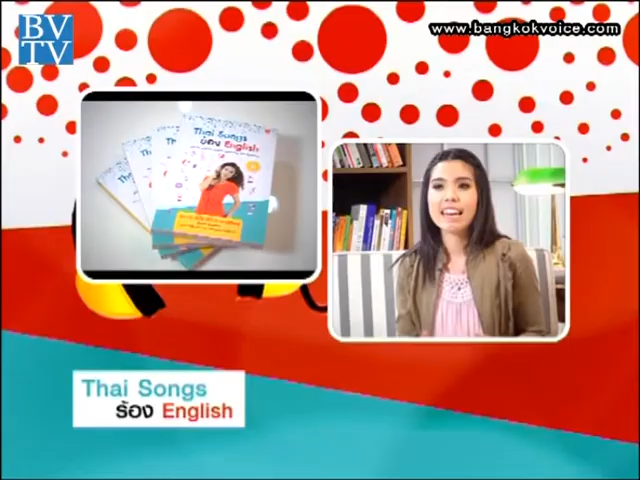 BV
TV
www.bangkokvoice.com
Thai Songs
ร้อง English
Thai Songs
ร้อง English